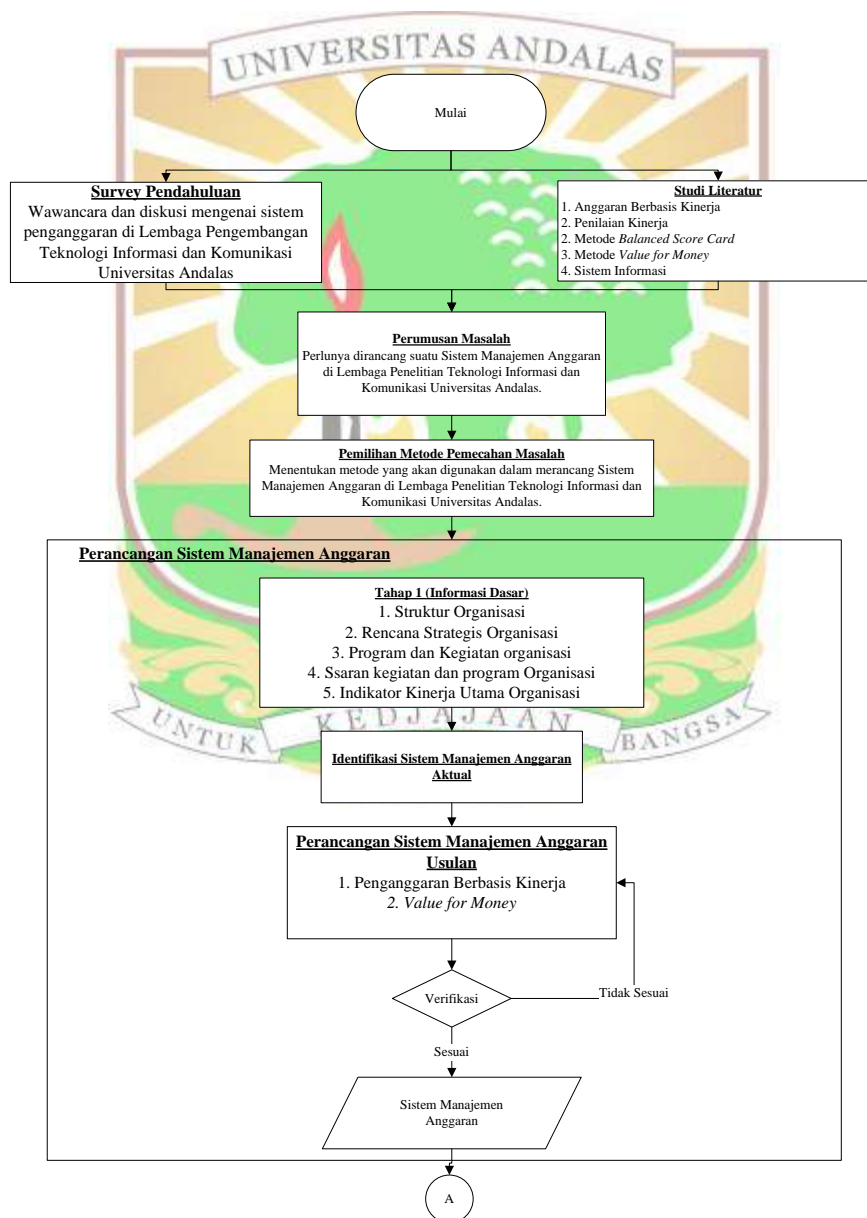 UNIVERSITAS ANDALAS
Mulai
Survey Pendahuluan
Wawancara dan diskusi mengenai sistem
penganggaran di Lembaga Pengembangan
Teknologi Informasi dan Komunikasi
Universitas Andalas
Studi Literatur
1. Anggaran Berbasis Kinerja
2. Penilaian Kinerja
2. Metode Balanced Score Card
3. Metode Value for Money
4. Sistem Informasi
Perumusan Masalah
Perlunya dirancang suatu Sistem Manajemen Anggaran
di Lembaga Penelitian Teknologi Informasi dan
Komunikasi Universitas Andalas.
Pemilihan Metode Pemecahan Masalah
Menentukan metode yang akan digunakan dalam merancang Sistem
Manajemen Anggaran di Lembaga Penelitian Teknologi Informasi dan
Komunikasi Universitas Andalas.
Perancangan Sistem Manajemen Anggaran
Tahap 1 (Informasi Dasar)
1. Struktur Organisasi
2. Rencana Strategis Organisasi
3. Program dan Kegiatan organisasi
4. Ssaran kegiatan dan program Organisasi
5. Indikator Kinerja Utama Organisasi
UNTUK KEDJAJAAN BANGSA
Identifikasi Sistem Manajemen Anggaran
Aktual
Perancangan Sistem Manajemen Anggaran
Usulan
1. Penganggaran Berbasis Kinerja
2. Value for Money
Verifikasi
Tidak Sesuai
Sesuai
Sistem Manajemen
Anggaran
A